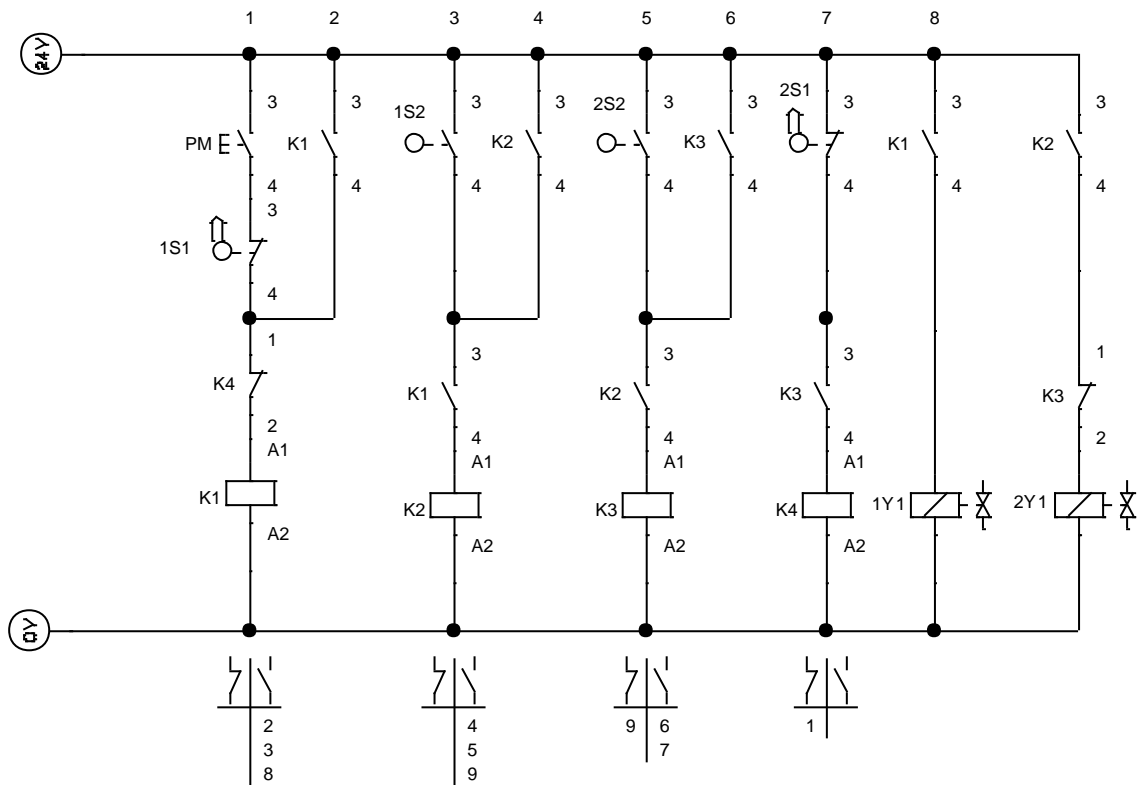 1 2 3 4 5 6 7 8
24V
3 3 3 3 3 3 3 3 3
2S1
1S2 2S2
PM K1 K2 K3 K1 K2
4 4 4 4 4 4 4 4 4
3
1S1
4
1 3 3 3 1
K4 K1 K2 K3 K3
2 4 4 4 2
A1 A1 A1 A1
K1 K2 K3 K4 1Y1 2Y1
A2 A2 A2 A2
0V
2 4 9 6 1
3 5 7
8 9